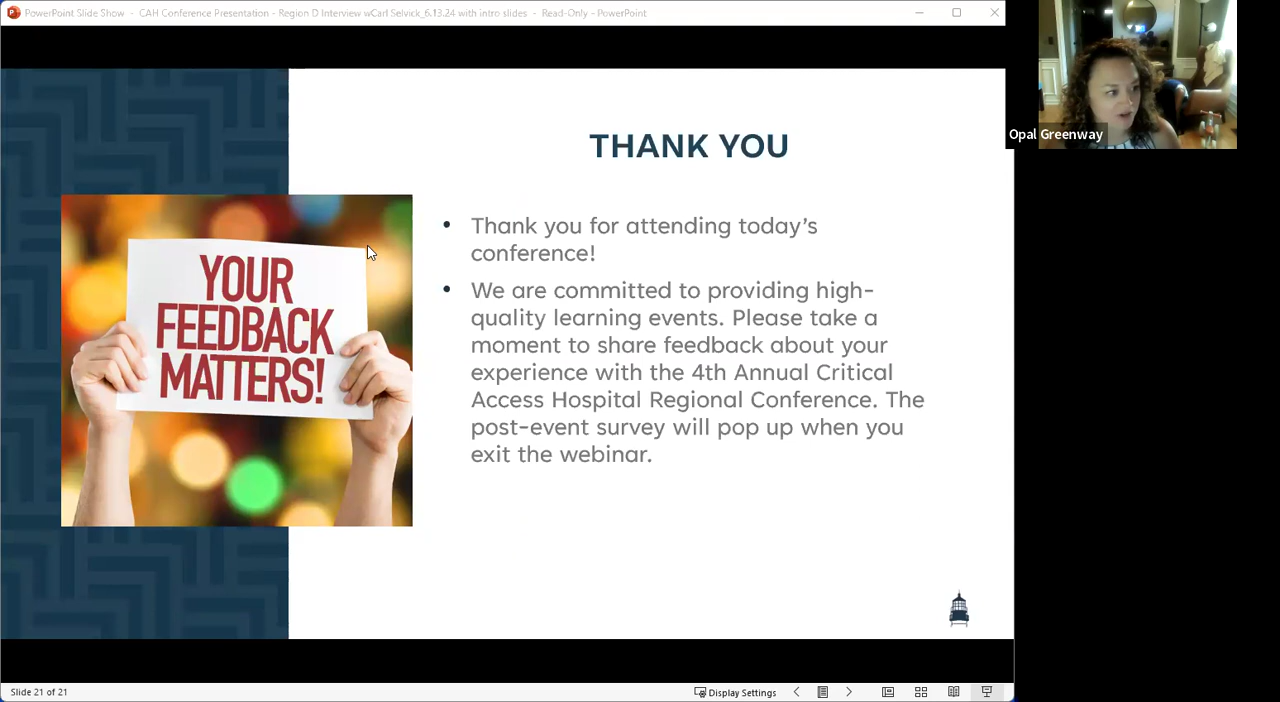 PowerPoint Slide Show - CAH Conference Presentation - Region D Interview wCarl Selvick_6.13.24 with intro slides - Read-Only - PowerPoint
Opal Greenway
THANK YOU
• Thank you for attending today’s
conference!
• We are committed to providing high-
quality learning events. Please take a
moment to share feedback about your
experience with the 4th Annual Critical
Access Hospital Regional Conference. The
post-event survey will pop up when you
exit the webinar.
YOUR
FEEDBACK
MATTERS!
Slide 21 of 21
Display Settings